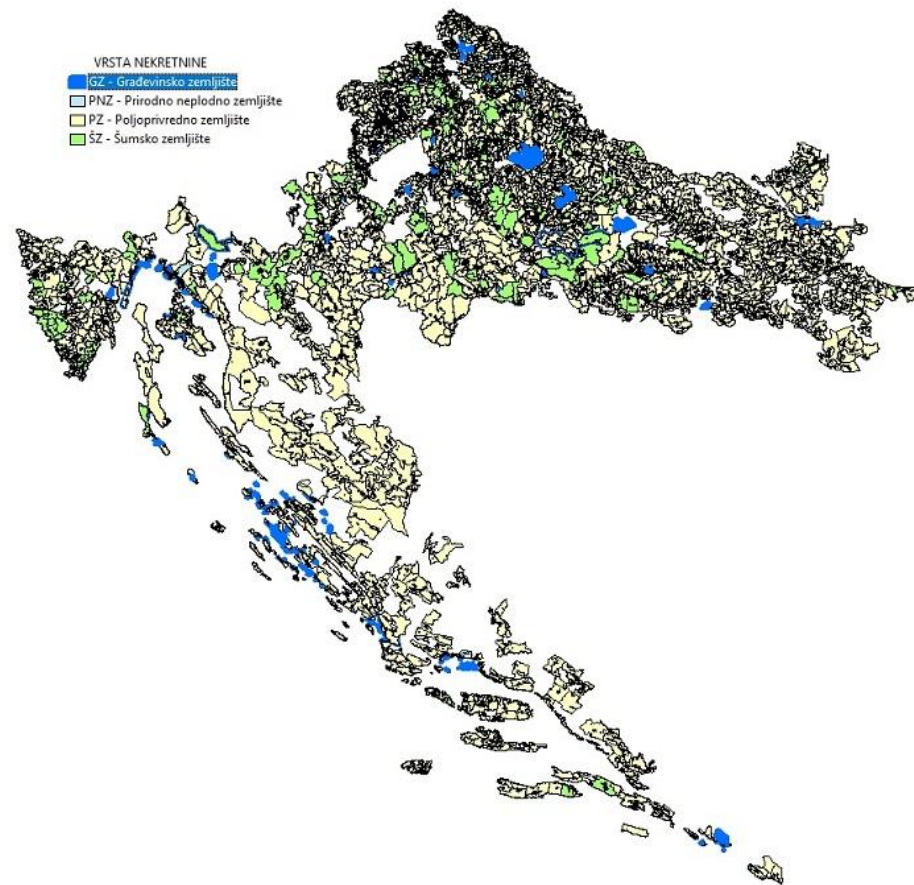 VRSTA NEKRETNINE
GZ - Građevinsko zemljište
PNZ - Prirodno neplodno zemljište
PZ - Poljoprivredno zemljište
ŠZ - Šumsko zemljište